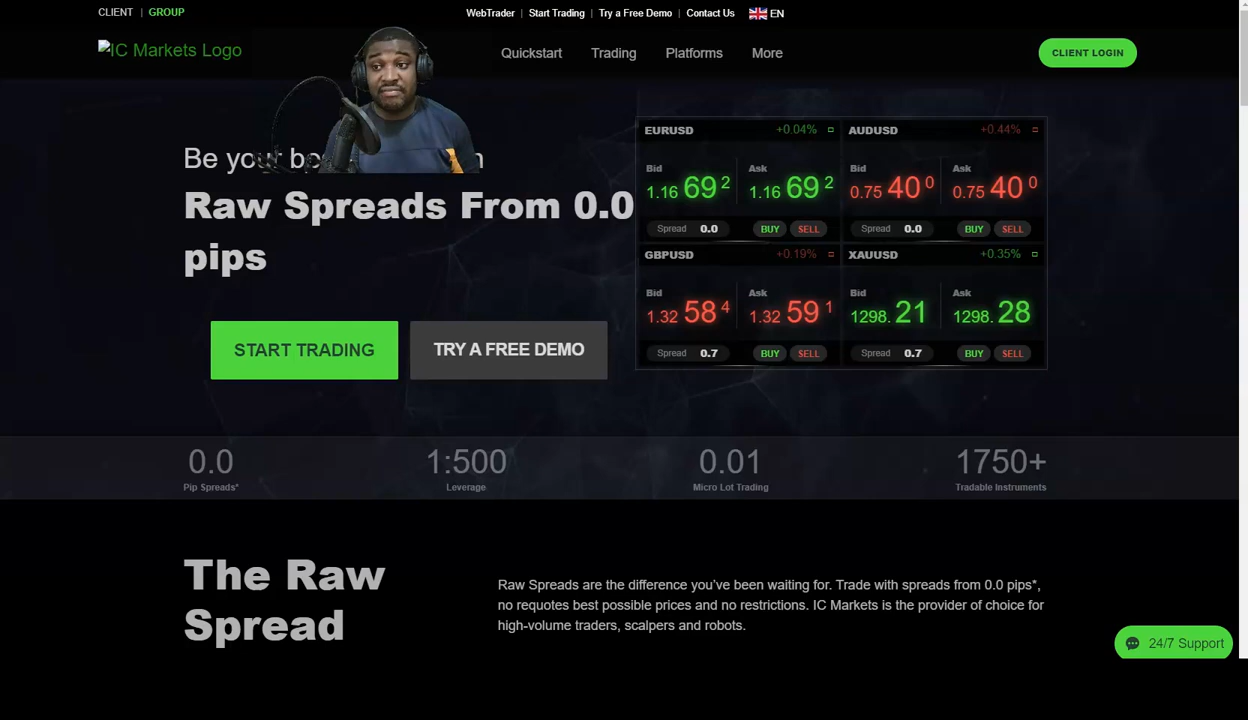 CLIENT | GROUP
WebTrader | Start Trading | Try a Free Demo | Contact Us EN
IC Markets Logo
Quickstart Trading Platforms More
CLIENT LOGIN
Be your
Raw Spreads From 0.0
pips
START TRADING
TRY A FREE DEMO
EURUSD +0.04%
Bid Ask
1.16 69 2 1.16 69 2
Spread 0.0 BUY SELL
AUDUSD +0.44%
Bid Ask
0.75 40 0 0.75 40 0
Spread 0.0 BUY SELL
GBPUSD +0.19%
Bid Ask
1.32 58 4 1.32 59 1
Spread 0.7 BUY SELL
XAUUSD +0.35%
Bid Ask
1298. 21 1298. 28
Spread 0.7 BUY SELL
0.0
Pip Spreads*
1:500
Leverage
0.01
Micro Lot Trading
1750+
Tradable Instruments
The Raw
Spread
Raw Spreads are the difference you've been waiting for. Trade with spreads from 0.0 pips*,
no requotes best possible prices and no restrictions. IC Markets is the provider of choice for
high-volume traders, scalpers and robots.
24/7 Support